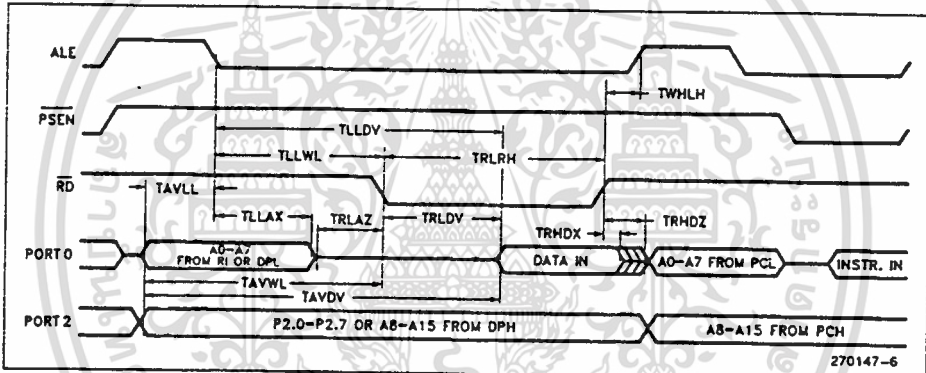 ALE
TWHLH
PSEN
TLLDV
TLLWL
TRLRH
RD
TAVLL
TLLAX
TRLAZ
TRLDV
TRHDX
TRHDZ
PORT 0
A0-A7
FROM RI OR DPL
DATA IN
A0-A7 FROM PCL
INSTR. IN
TAVWL
TAVDV
PORT 2
P2.0-P2.7 OR A8-A15 FROM DPH
A8-A15 FROM PCH
270147-6